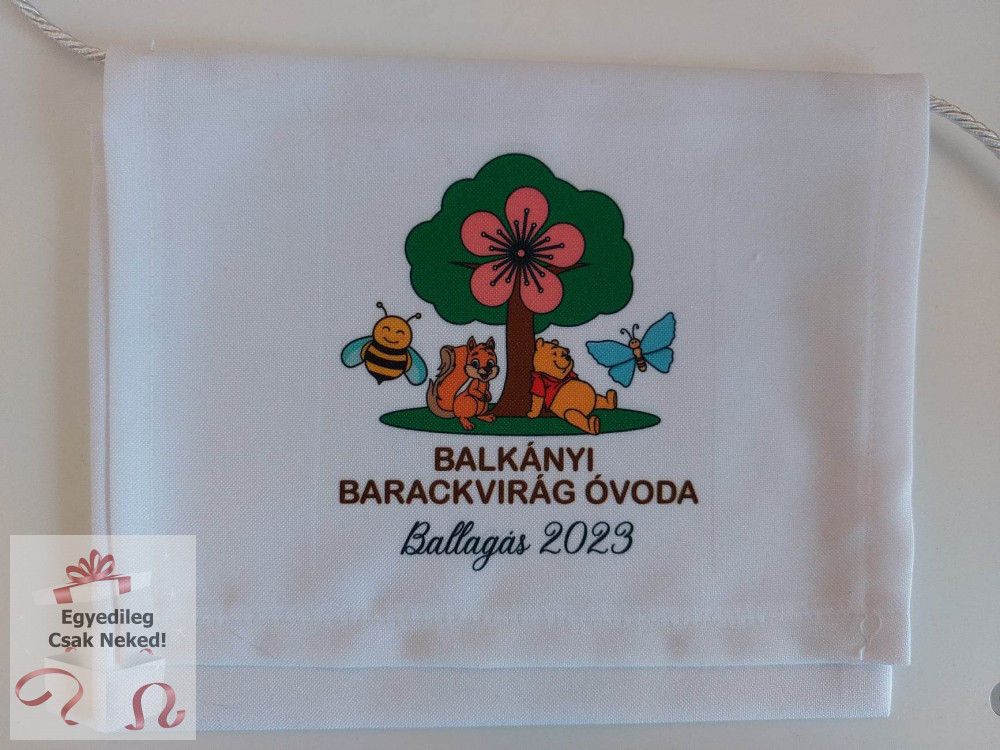 BALKÁNYI
BARACKVIRÁG ÓVODA
Ballagás 2023
Egyedileg
Csak Neked!